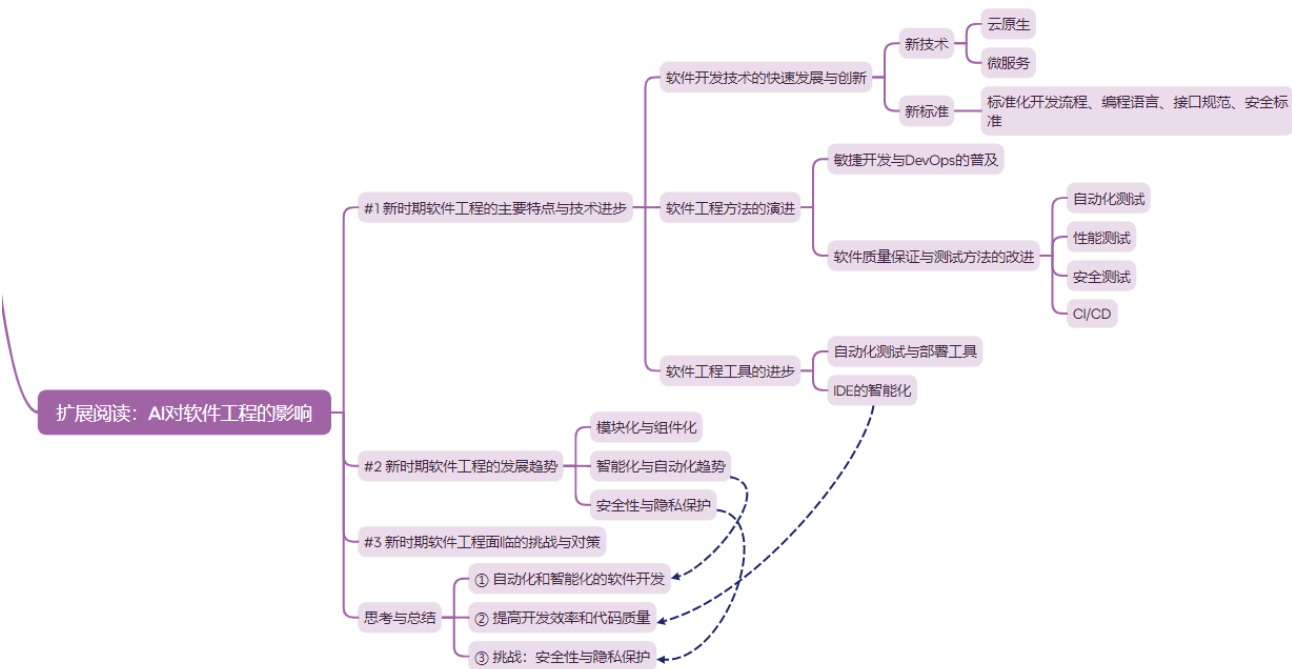 扩展阅读：AI对软件工程的影响
#1 新时期软件工程的主要特点与技术进步
软件开发技术的快速发展与创新
新技术
云原生
微服务
新标准
标准化开发流程、编程语言、接口规范、安全标
准
软件工程方法的演进
敏捷开发与DevOps的普及
软件质量保证与测试方法的改进
自动化测试
性能测试
安全测试
CI/CD
软件工程工具的进步
自动化测试与部署工具
IDE的智能化
#2 新时期软件工程的发展趋势
模块化与组件化
智能化与自动化趋势
安全性与隐私保护
#3 新时期软件工程面临的挑战与对策
思考与总结
① 自动化和智能化的软件开发
② 提高开发效率和代码质量
③ 挑战：安全性与隐私保护